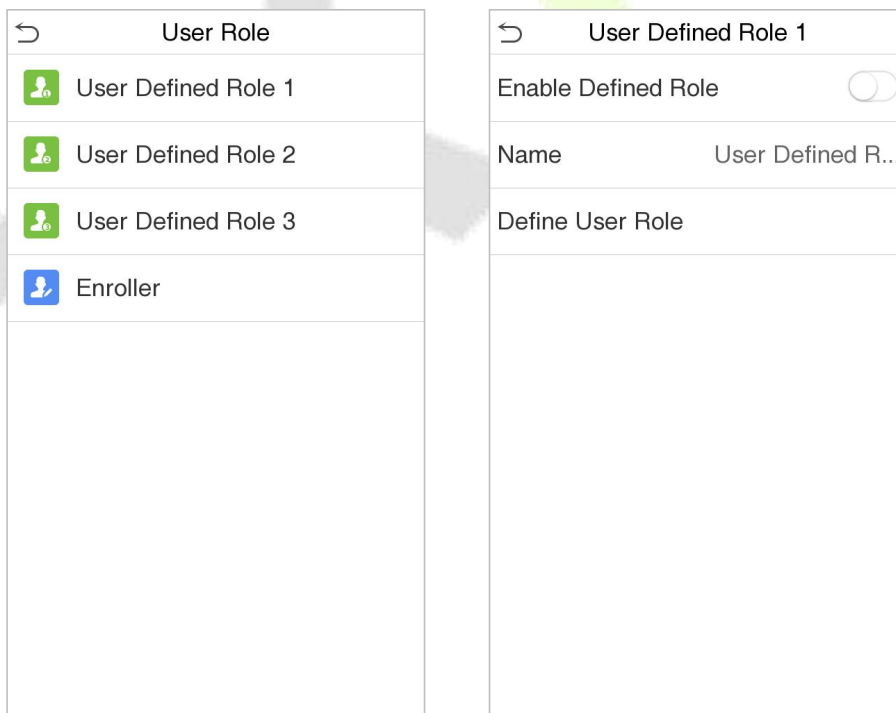 User Role
User Defined Role 1
User Defined Role 2
User Defined Role 3
Enroller
User Defined Role 1
Enable Defined Role
Name User Defined R...
Define User Role